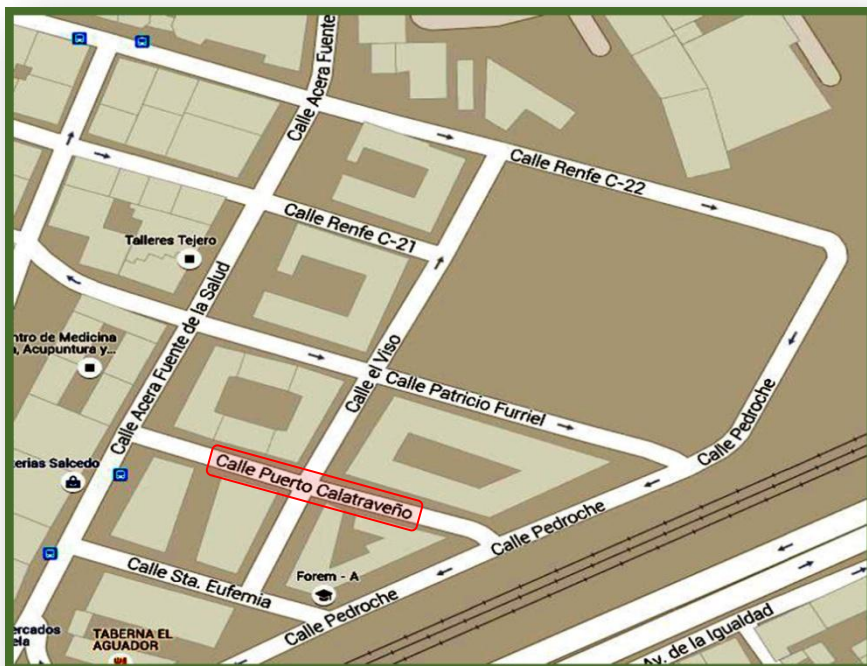 Calle Acera Fuente
Calle Renfe C-22
Calle Renfe C-21
Talleres Tejero
Calle Acera Fuente de la Salud
ntro de Medicina
a, Acupuntura y...
Calle el Viso
Calle Patricio Furriel
Calle Pedroche
erias Salcedo
Calle Puerto Calatraveño
Calle Pedroche
Calle Sta. Eufemia
Forem - A
Calle Pedroche
ercados
ela
TABERNA EL
AGUADOR
Av. de la Igualdad